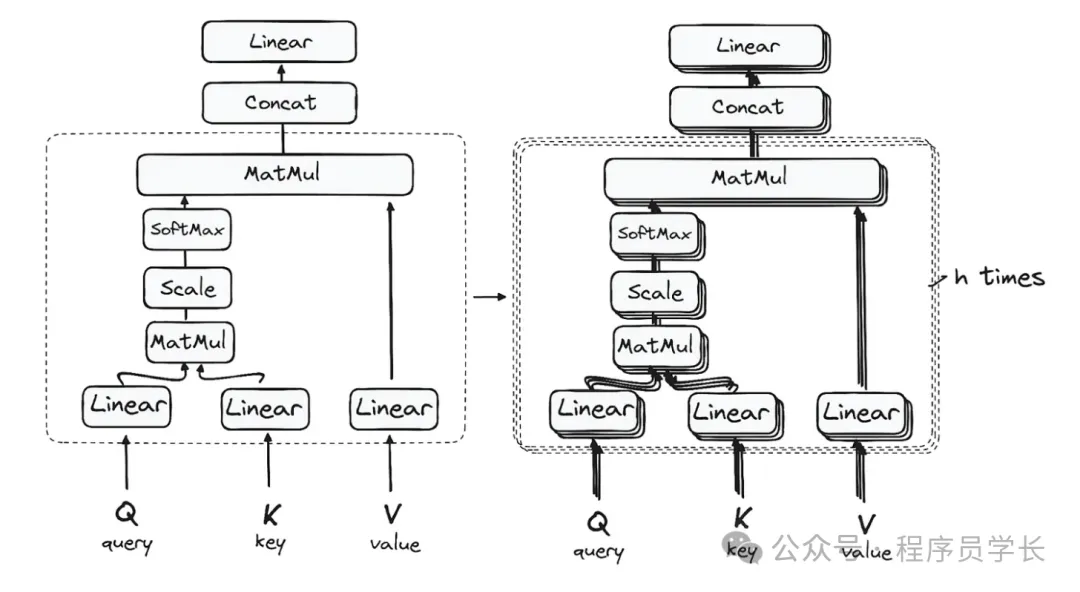 Linear
Concat
MatMul
SoftMax
Scale
MatMul
Linear
Linear
Linear
Q
query
K
key
V
value
Linear
Concat
MatMul
SoftMax
Scale
MatMul
Linear
Linear
Linear
h times
Q
query
K
key
V
value
公众号 · 程序员学长